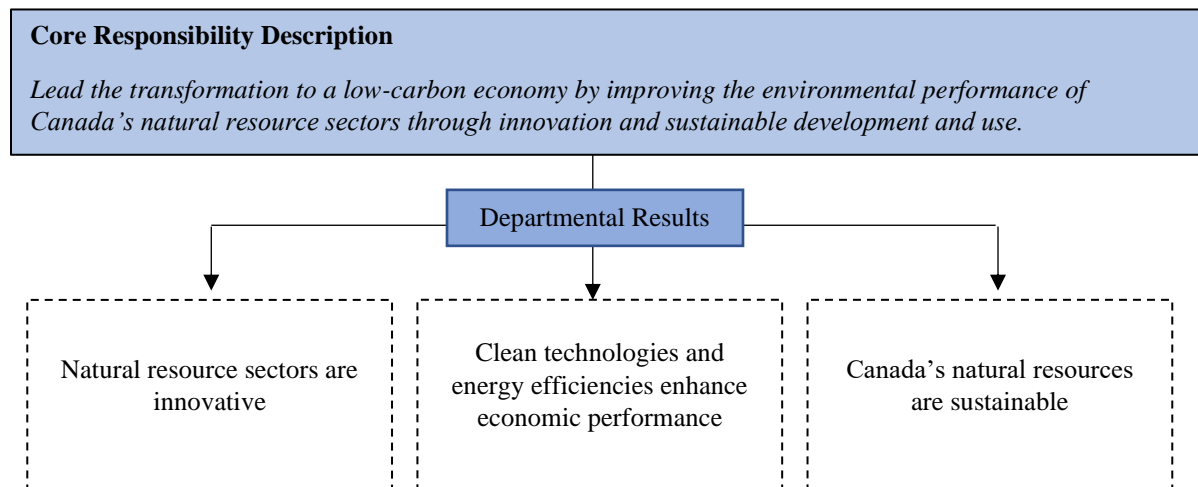 Core Responsibility Description
Lead the transformation to a low-carbon economy by improving the environmental performance of
Canada’s natural resource sectors through innovation and sustainable development and use.
Departmental Results
Natural resource sectors are
innovative
Clean technologies and
energy efficiencies enhance
economic performance
Canada’s natural resources
are sustainable